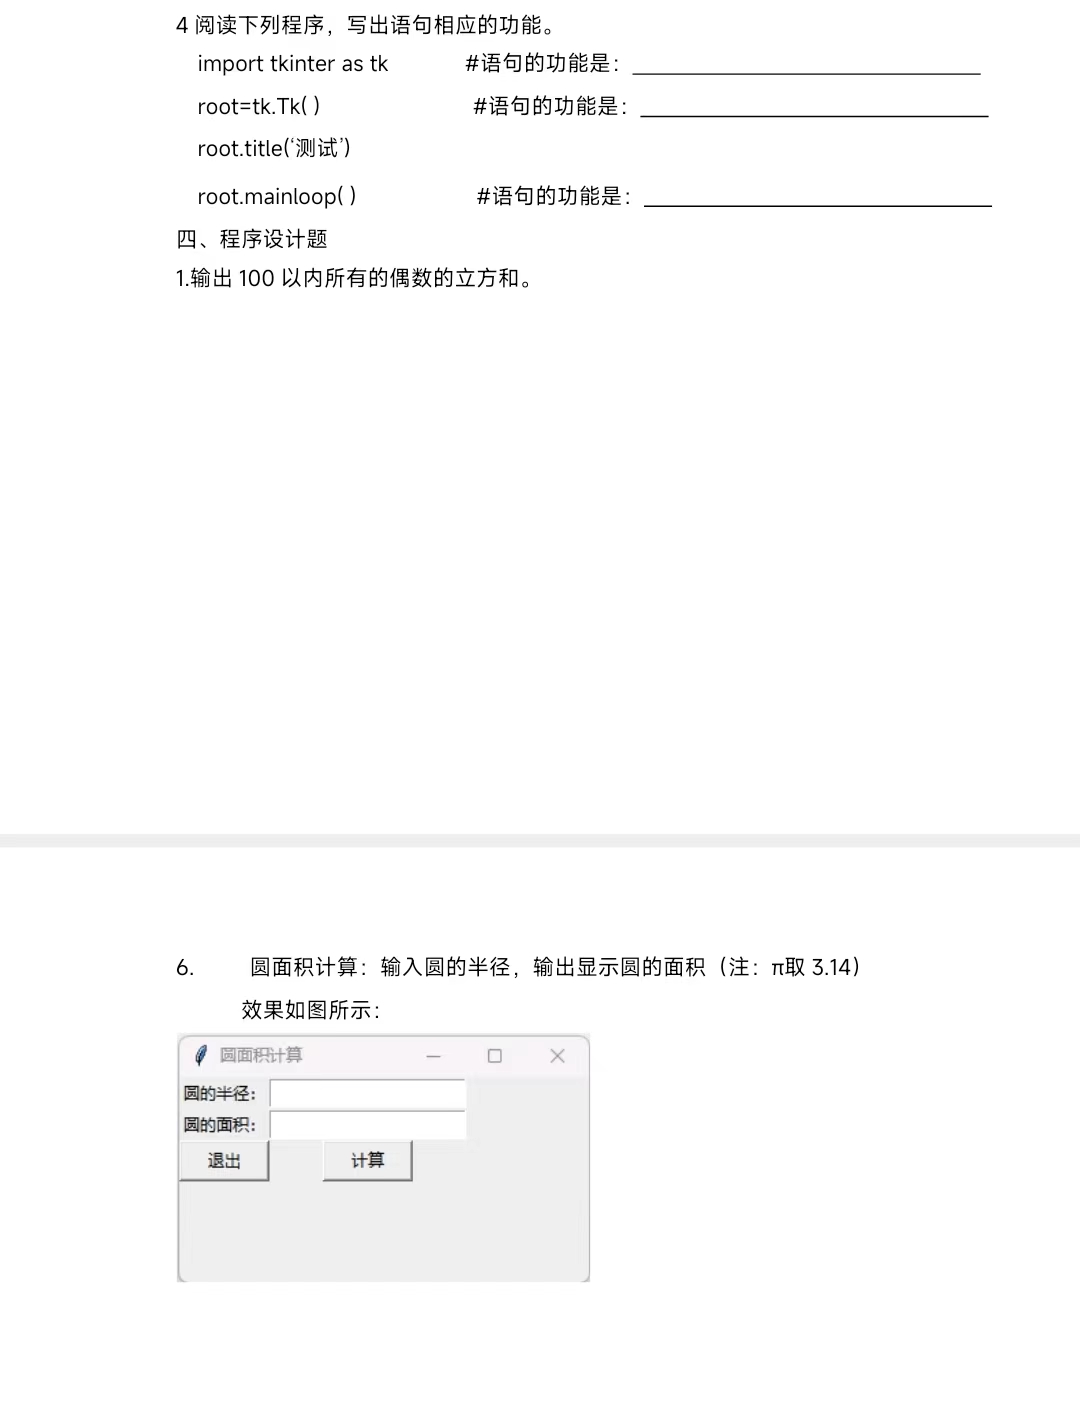 4 阅读下列程序，写出语句相应的功能。
import tkinter as tk #语句的功能是：
root=tk.Tk( ) #语句的功能是：
root.title(‘测试’)
root.mainloop( ) #语句的功能是：
四、程序设计题
1.输出 100 以内所有的偶数的立方和。
6. 圆面积计算：输入圆的半径，输出显示圆的面积（注：π取 3.14）
效果如图所示：
圆面积计算
圆的半径：
圆的面积：
退出 计算